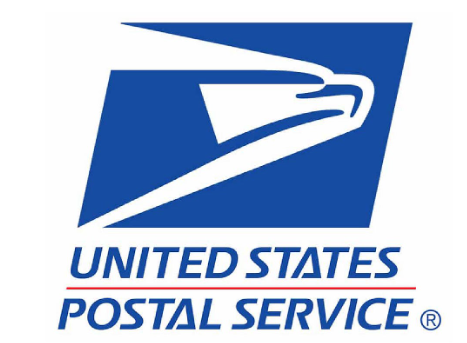 UNITED STATES
POSTAL SERVICE ®